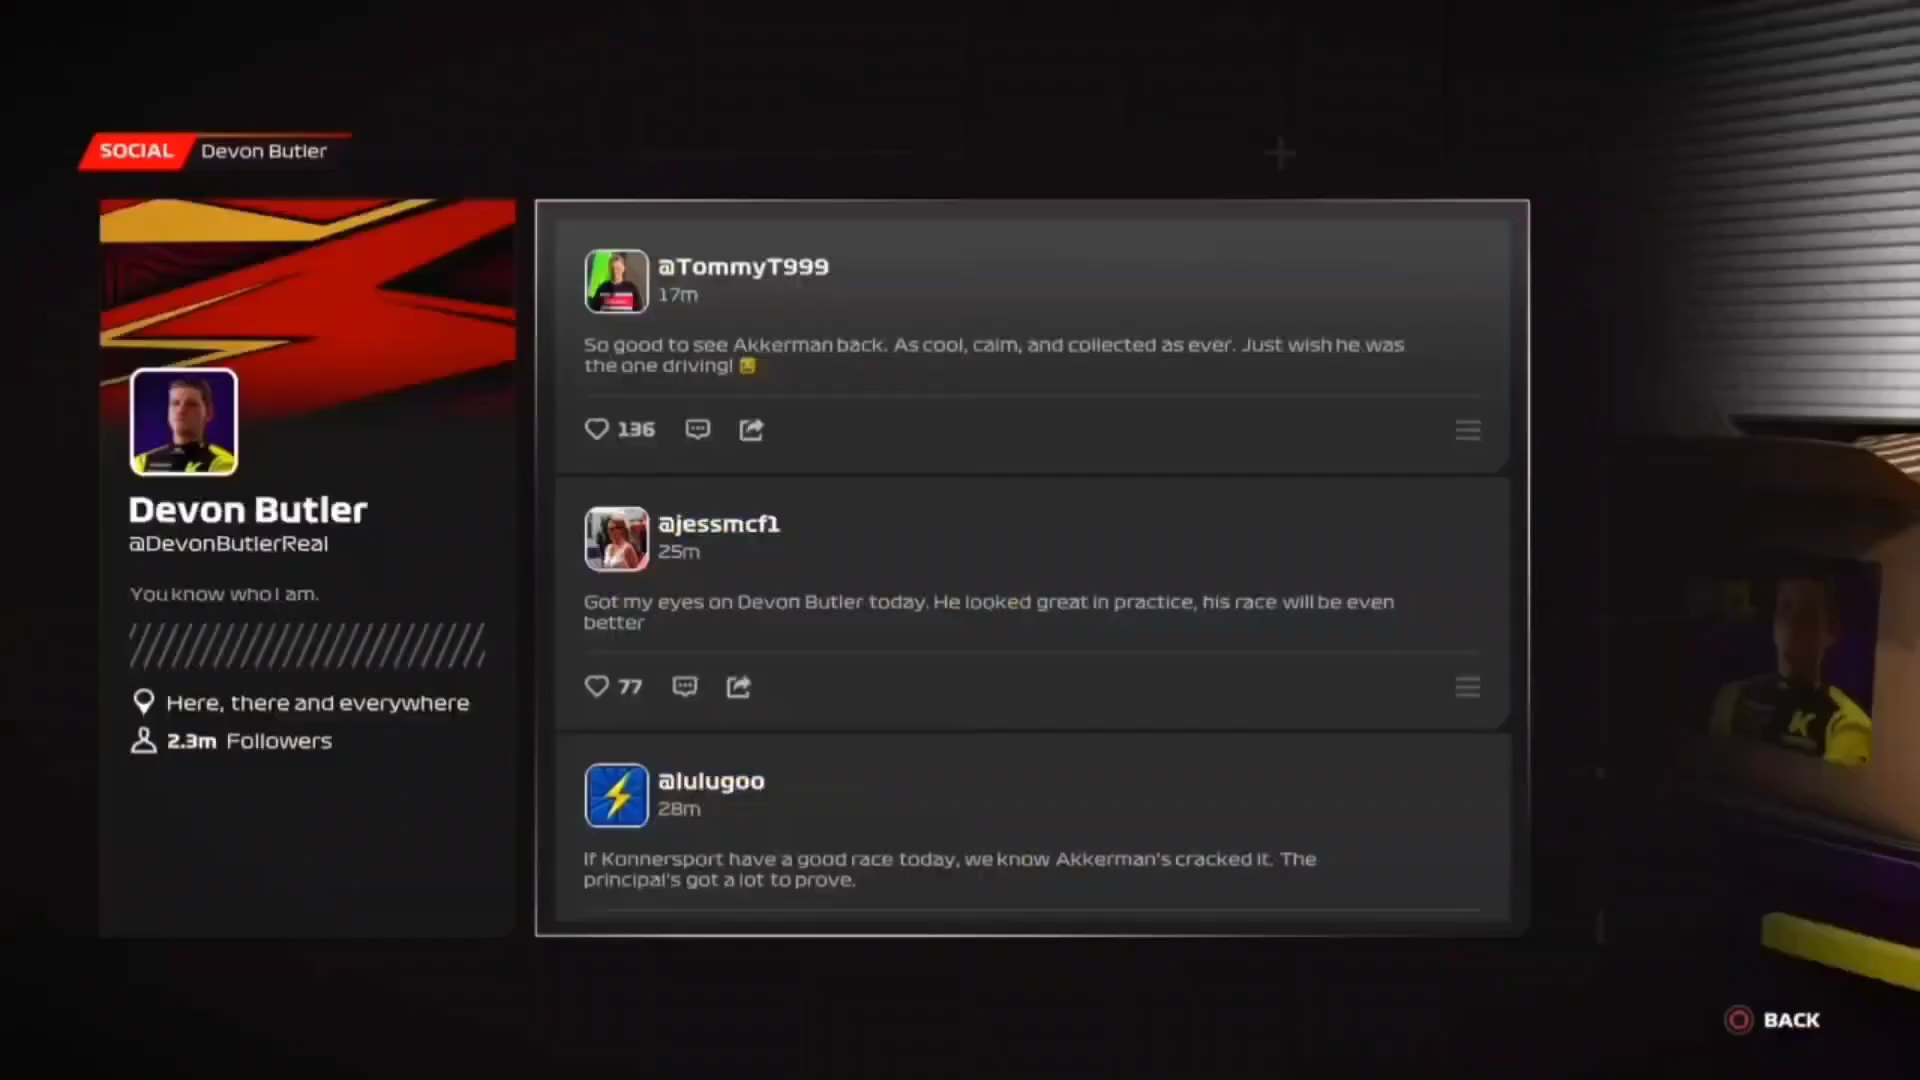 SOCIAL Devon Butler
Devon Butler
@DevonButlerReal
You know who I am.
Here, there and everywhere
2.3m Followers
@TommyT999
17m
So good to see Akkerman back. As cool, calm, and collected as ever. Just wish he was
the one driving!
136
@jessmcf1
25m
Got my eyes on Devon Butler today. He looked great in practice, his race will be even
better
77
@lulugoo
28m
If Konnersport have a good race today, we know Akkerman's cracked it. The
principal's got a lot to prove.
BACK